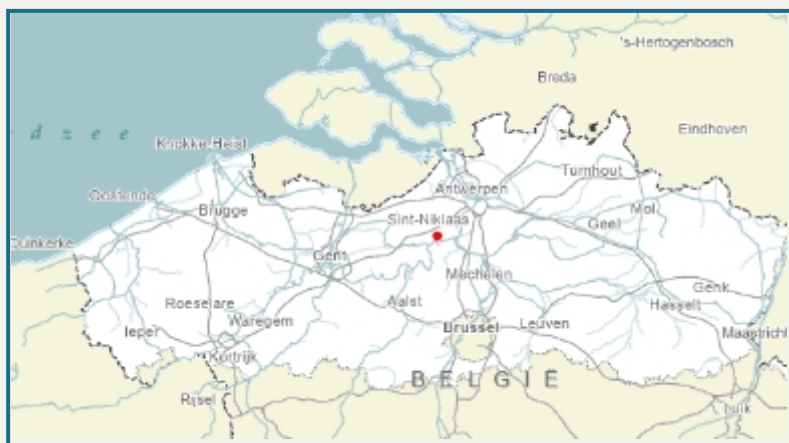 's-Hertogenbosch
Breda
d z e e
Eindhoven
Knokke-Heist
Turnhout
Antwerpen
Oostende
Mol
Brugge
Sint-Niklaas
Geel
Duinkerke
Gent
Mechelen
Genk
Roeselare
Aalst
Hasselt
Waregem
Brussel
Leuven
Ieper
Maastricht
Kortrijk
BELGIË
Rijsel
Luik